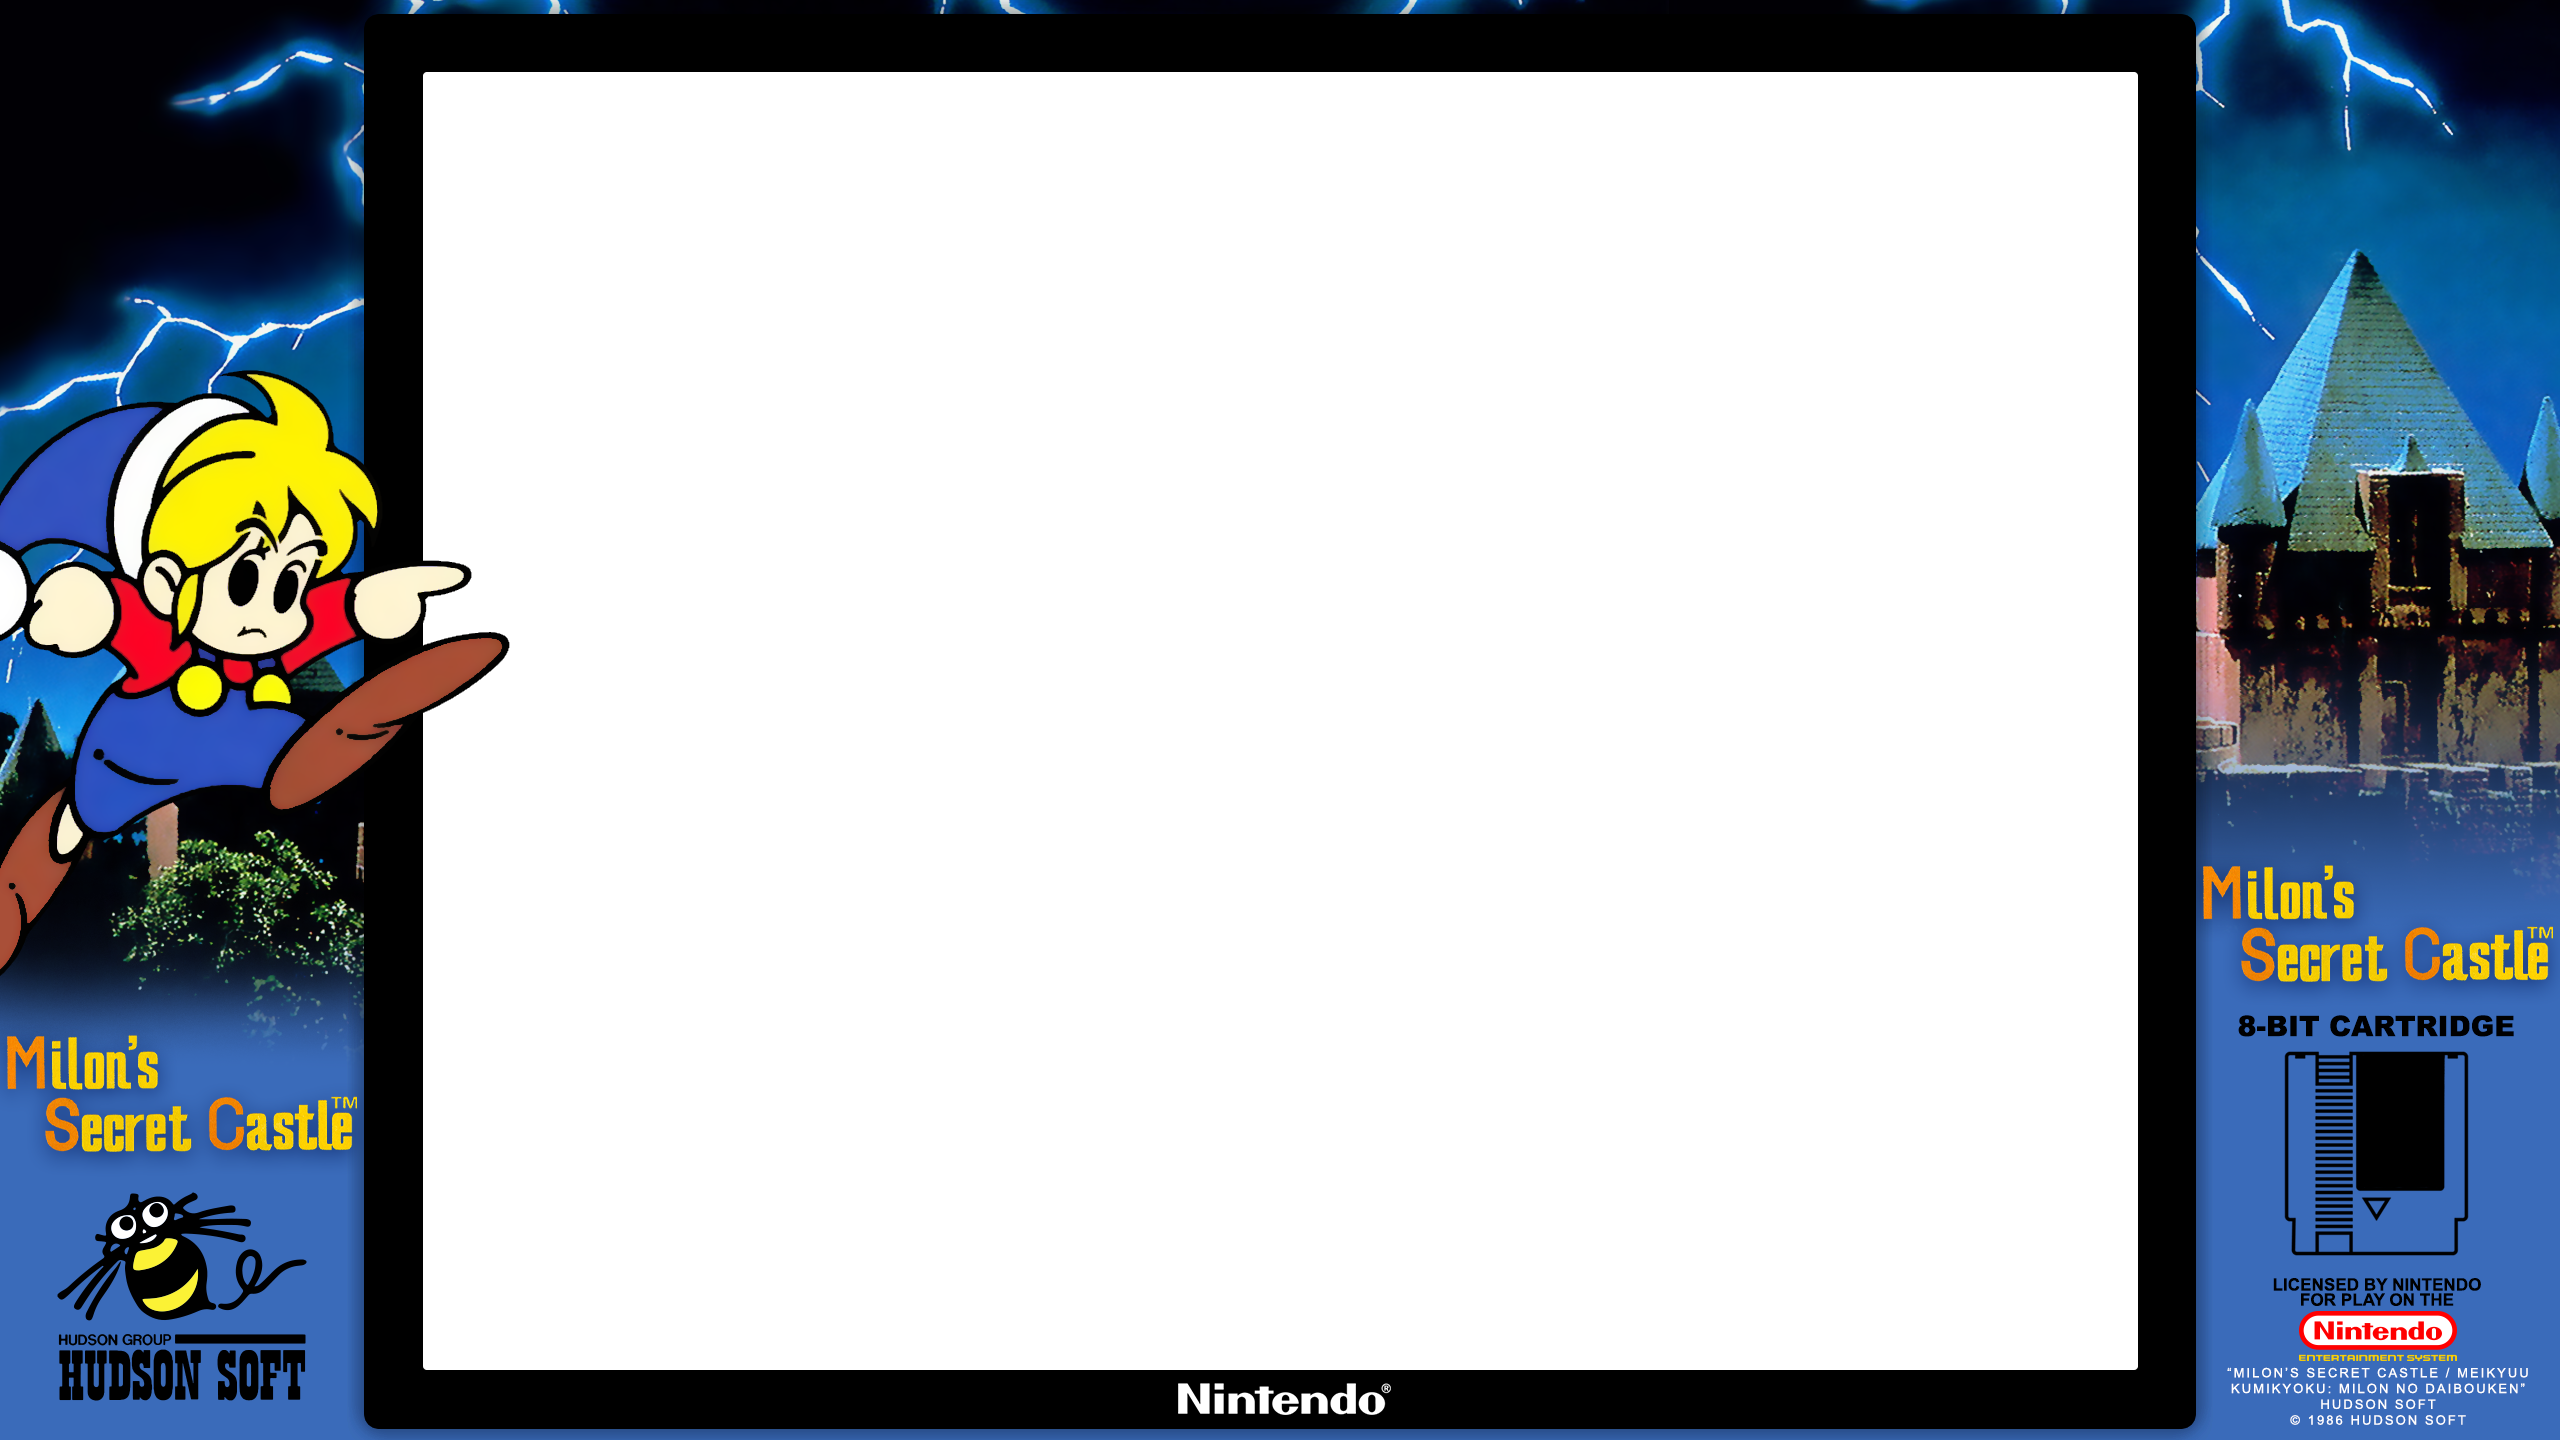 Milon's
Secret Castle™
HUDSON GROUP
HUDSON SOFT
Nintendo®
Milon's
Secret Castle™
8-BIT CARTRIDGE
LICENSED BY NINTENDO
FOR PLAY ON THE
Nintendo
ENTERTAINMENT SYSTEM
“MILON’S SECRET CASTLE / MEIKYUU
KUMIKYOKU: MILON NO DAIBOUKEN”
HUDSON SOFT
© 1986 HUDSON SOFT